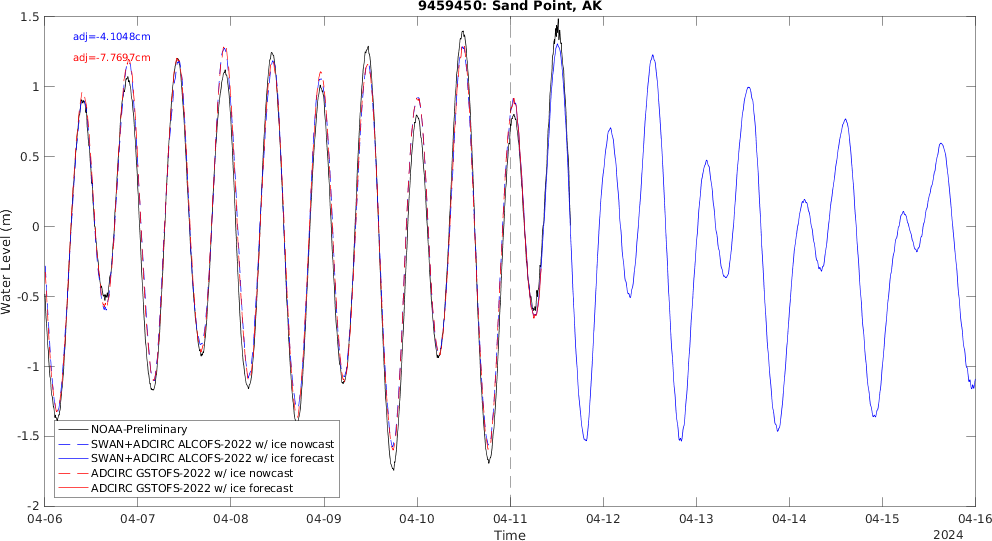 9459450: Sand Point, AK
adj=-4.1048cm
adj=-7.7697cm
Water Level (m)
1.5
1
0.5
0
-0.5
-1
-1.5
-2
NOAA-Preliminary
SWAN+ADCIRC ALCOFS-2022 w/ ice nowcast
SWAN+ADCIRC ALCOFS-2022 w/ ice forecast
ADCIRC GSTOFS-2022 w/ ice nowcast
ADCIRC GSTOFS-2022 w/ ice forecast
04-06 04-07 04-08 04-09 04-10 04-11 04-12 04-13 04-14 04-15 04-16
Time
2024